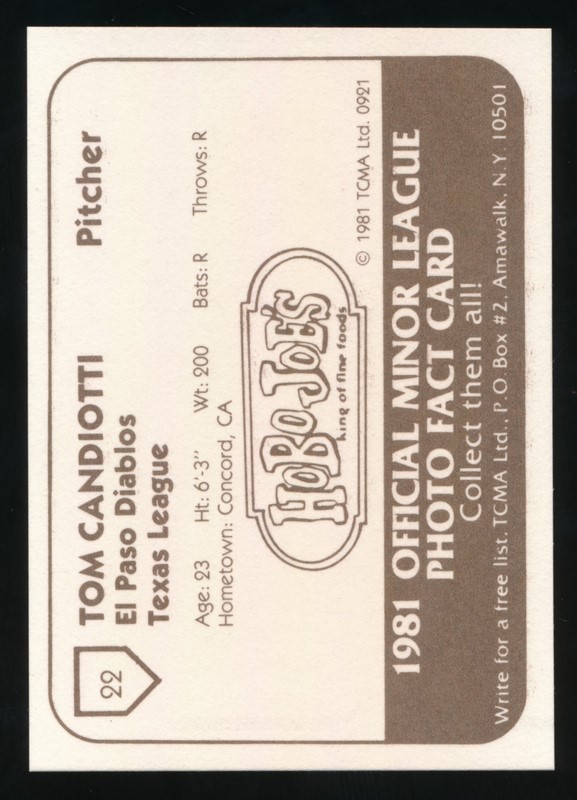 22
TOM CANDIOTTI Pitcher
El Paso Diablos
Texas League
Age: 23 Ht: 6'-3" Wt: 200 Bats: R Throws: R
Hometown: Concord, CA
HOBO JOE'S
king of fine foods
© 1981 TCMA Ltd. 0921
1981 OFFICIAL MINOR LEAGUE
PHOTO FACT CARD
Collect them all!
Write for a free list. TCMA Ltd., P.O. Box #2, Amawalk, N.Y. 10501